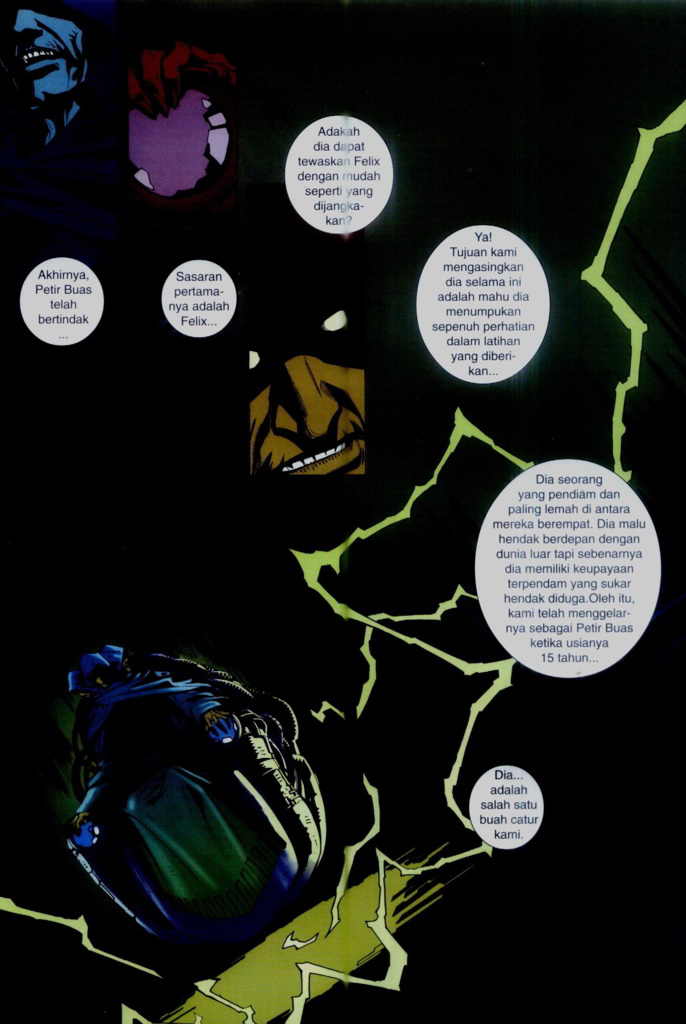 Akhirnya,
Petir Buas
telah
bertindak
...
Sasaran
pertama-
nya adalah
Felix...
Adakah
dia dapat
tewaskan Felix
dengan mudah
seperti yang
dijangka-
kan?
Ya!
Tujuan kami
mengasingkan
dia selama ini
adalah mahu dia
menumpukan
sepenuh perhatian
dalam latihan
yang diberi-
kan...
Dia seorang
yang pendiam dan
paling lemah di antara
mereka berempat. Dia malu
hendak berdepan dengan
dunia luar tapi sebenarnya
dia memiliki keupayaan
terpendam yang sukar
hendak diduga.Oleh itu,
kami telah menggelar-
nya sebagai Petir Buas
ketika usianya
15 tahun...
Dia...
adalah
salah satu
buah catur
kami.